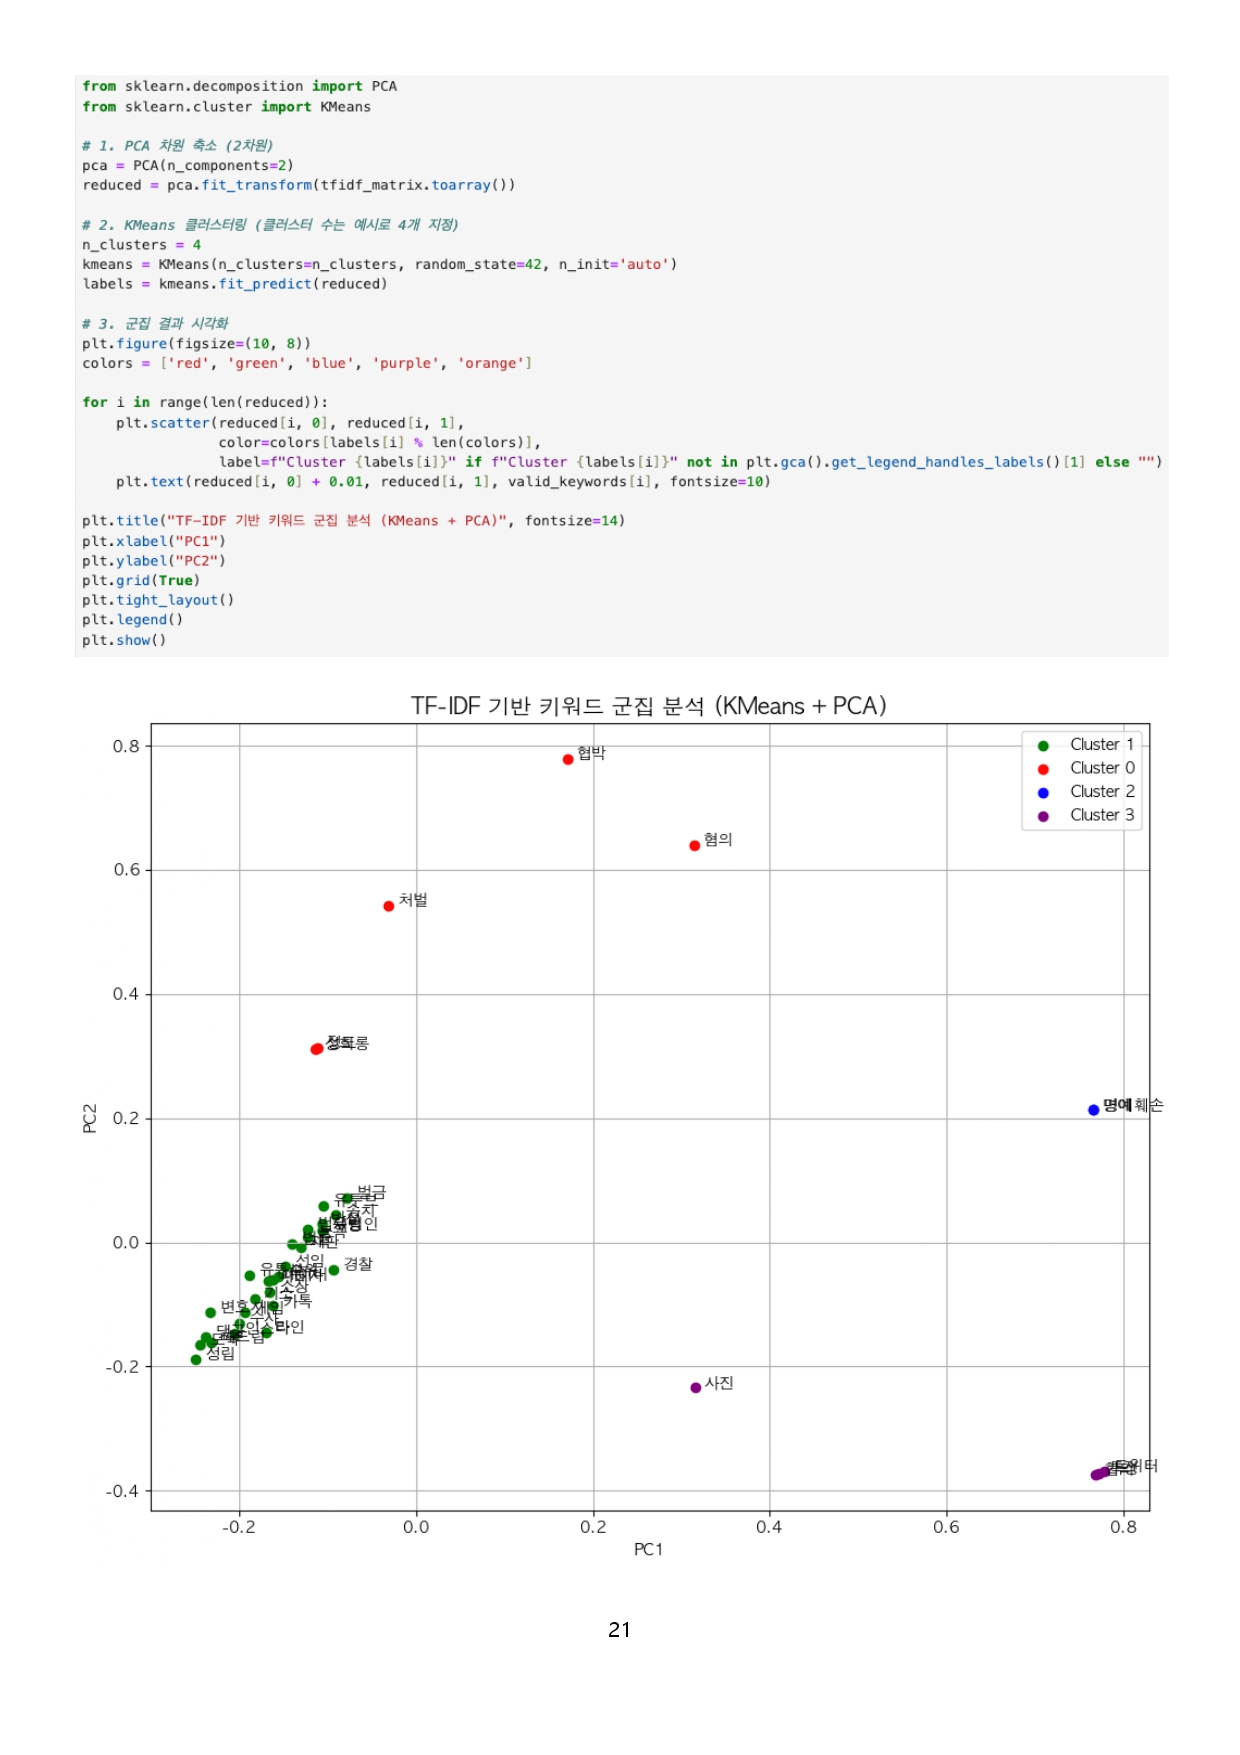 from sklearn.decomposition import PCA
from sklearn.cluster import KMeans
# 1. PCA 차원 축소 (2차원)
pca = PCA(n_components=2)
reduced = pca.fit_transform(tfidf_matrix.toarray())
# 2. KMeans 클러스터링 (클러스터 수는 예시로 4개 지정)
n_clusters = 4
kmeans = KMeans(n_clusters=n_clusters, random_state=42, n_init='auto')
labels = kmeans.fit_predict(reduced)
# 3. 군집 결과 시각화
plt.figure(figsize=(10, 8))
colors = ['red', 'green', 'blue', 'purple', 'orange']
for i in range(len(reduced)):
    plt.scatter(reduced[i, 0], reduced[i, 1],
                color=colors[labels[i] % len(colors)],
                label=f"Cluster {labels[i]}" if f"Cluster {labels[i]}" not in plt.gca().get_legend_handles_labels()[1] else "")
    plt.text(reduced[i, 0] + 0.01, reduced[i, 1], valid_keywords[i], fontsize=10)
plt.title("TF-IDF 기반 키워드 군집 분석 (KMeans + PCA)", fontsize=14)
plt.xlabel("PC1")
plt.ylabel("PC2")
plt.grid(True)
plt.tight_layout()
plt.legend()
plt.show()
TF-IDF 기반 키워드 군집 분석 (KMeans + PCA)
Cluster 1
Cluster 0
Cluster 2
Cluster 3
0.8
협박
혐의
0.6
처벌
0.4
PC2
0.2
명예훼손
벌금
0.0
경찰
카톡
성립
-0.2
사진
트위터
-0.4
-0.2
0.0
0.2
0.4
0.6
0.8
PC1
21